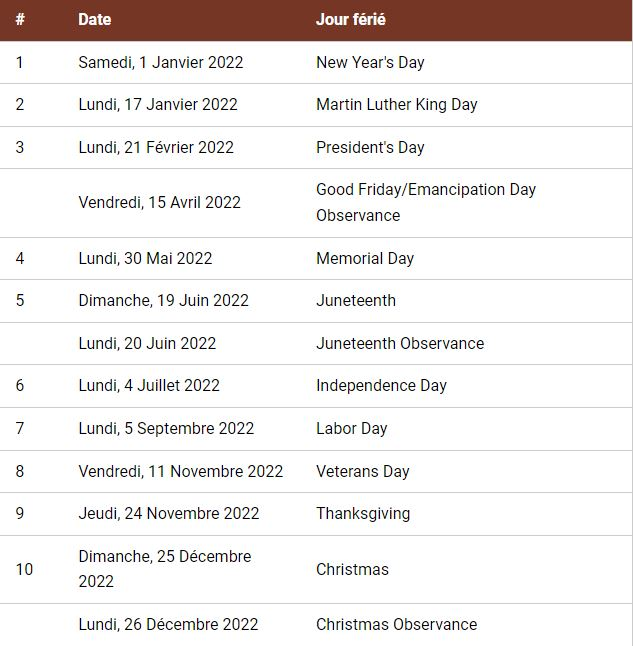 # Date Jour férié
1 Samedi, 1 Janvier 2022 New Year's Day
2 Lundi, 17 Janvier 2022 Martin Luther King Day
3 Lundi, 21 Février 2022 President's Day
Vendredi, 15 Avril 2022 Good Friday/Emancipation Day
Observance
4 Lundi, 30 Mai 2022 Memorial Day
5 Dimanche, 19 Juin 2022 Juneteenth
Lundi, 20 Juin 2022 Juneteenth Observance
6 Lundi, 4 Juillet 2022 Independence Day
7 Lundi, 5 Septembre 2022 Labor Day
8 Vendredi, 11 Novembre 2022 Veterans Day
9 Jeudi, 24 Novembre 2022 Thanksgiving
10 Dimanche, 25 Décembre
2022 Christmas
Lundi, 26 Décembre 2022 Christmas Observance